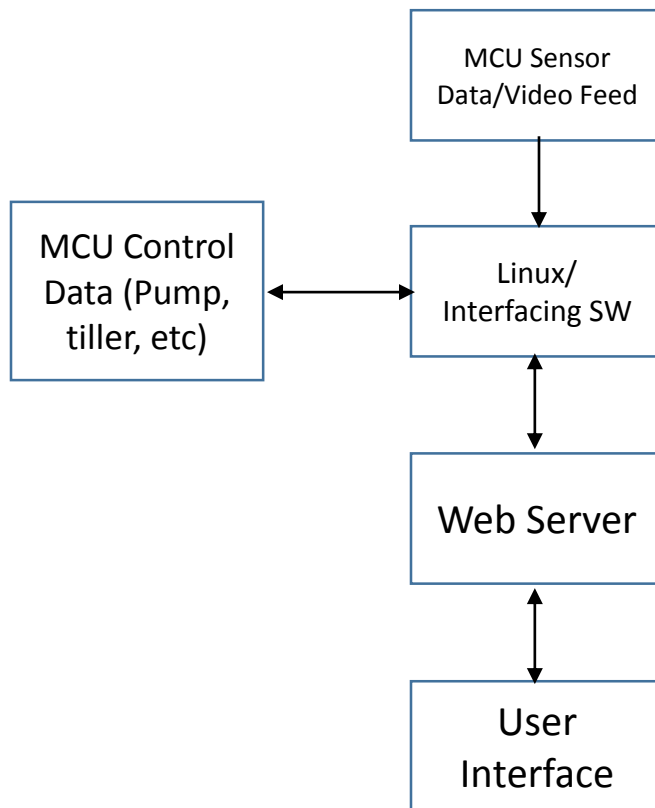 MCU Sensor
Data/Video Feed
MCU Control
Data (Pump,
tiller, etc)
Linux/
Interfacing SW
Web Server
User
Interface